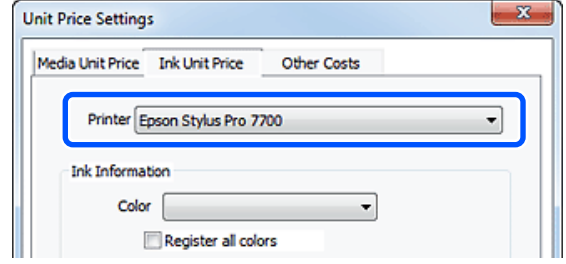 Unit Price Settings
Media Unit Price Ink Unit Price Other Costs
Printer Epson Stylus Pro 7700
Ink Information
Color
Register all colors